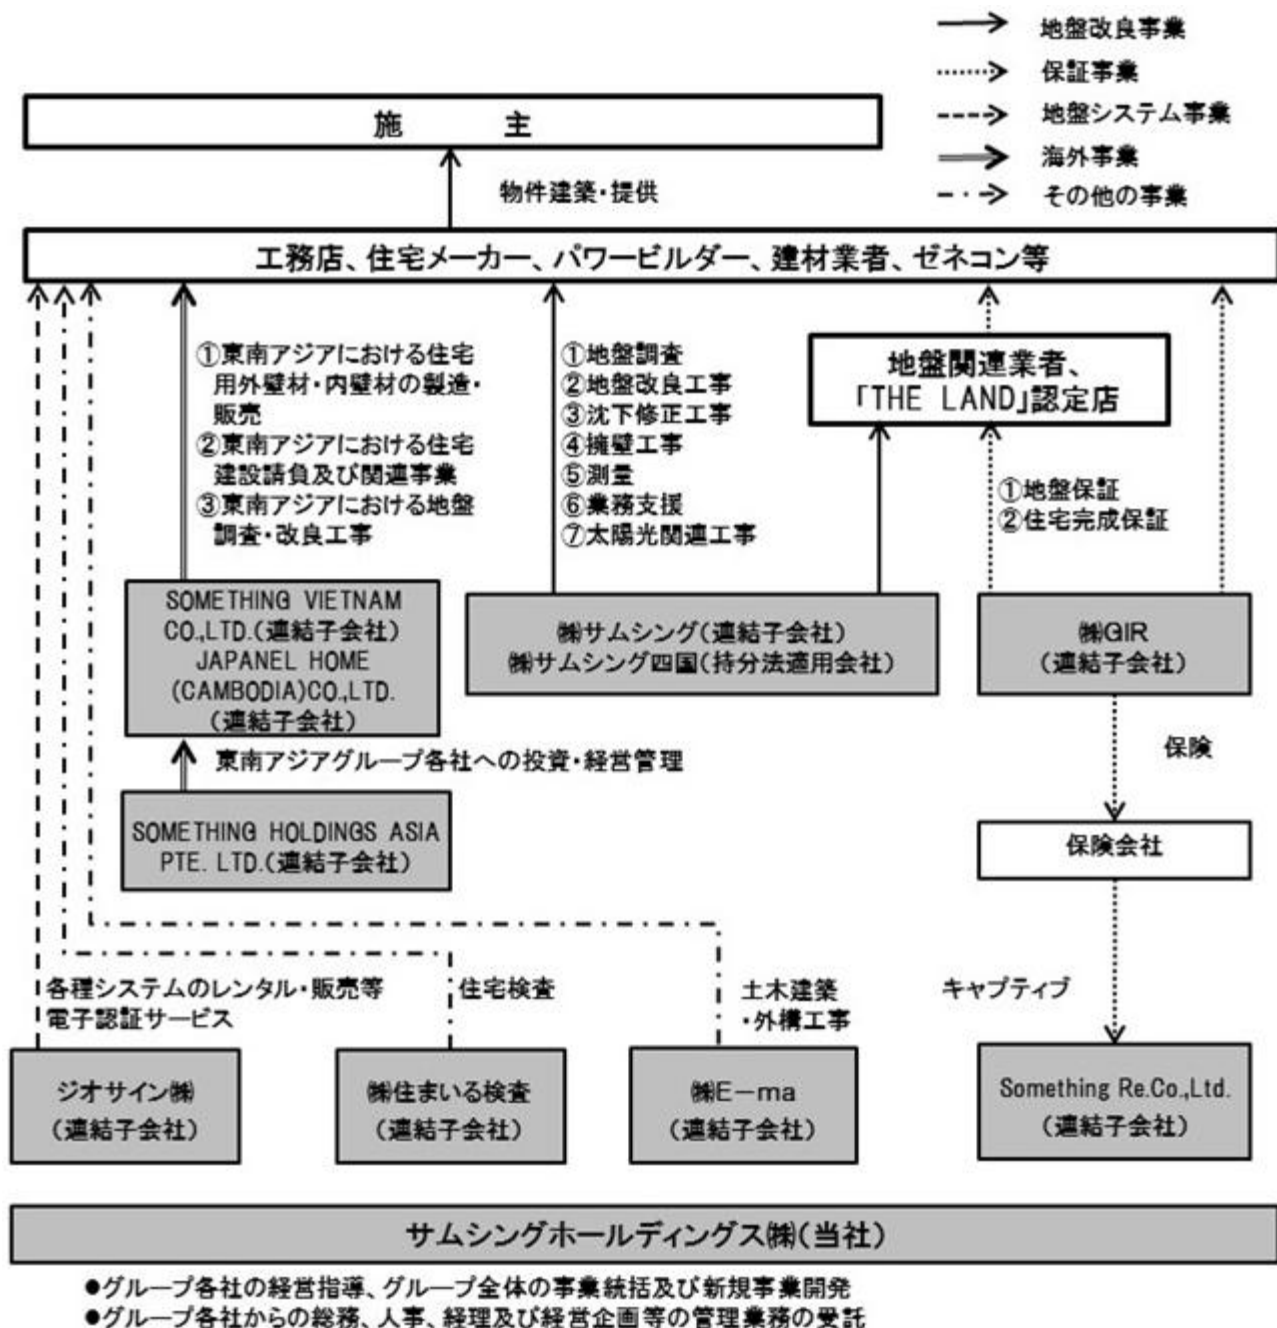 地盤改良事業
保証事業
地盤システム事業
海外事業
その他の事業
施　　主
物件建築・提供
工務店、住宅メーカー、パワービルダー、建材業者、ゼネコン等
①東南アジアにおける住宅
用外壁材・内壁材の製造・
販売
②東南アジアにおける住宅
建設請負及び関連事業
③東南アジアにおける地盤
調査・改良工事
①地盤調査
②地盤改良工事
③沈下修正工事
④擁壁工事
⑤測量
⑥業務支援
⑦太陽光関連工事
地盤関連業者、
「THE LAND」認定店
①地盤保証
②住宅完成保証
SOMETHING VIETNAM
CO.,LTD.(連結子会社)
JAPANEL HOME
(CAMBODIA)CO.,LTD.
(連結子会社)
㈱サムシング(連結子会社)
㈱サムシング四国(持分法適用会社)
㈱GIR
(連結子会社)
東南アジアグループ各社への投資・経営管理
保険
SOMETHING HOLDINGS ASIA
PTE. LTD.(連結子会社)
保険会社
各種システムのレンタル・販売等
電子認証サービス
住宅検査
土木建築
・外構工事
キャプティブ
ジオサイン㈱
(連結子会社)
㈱住まいる検査
(連結子会社)
㈱E－ma
(連結子会社)
Something Re.Co.,Ltd.
(連結子会社)
サムシングホールディングス㈱(当社)
●グループ各社の経営指導、グループ全体の事業統括及び新規事業開発
●グループ各社からの総務、人事、経理及び経営企画等の管理業務の受託